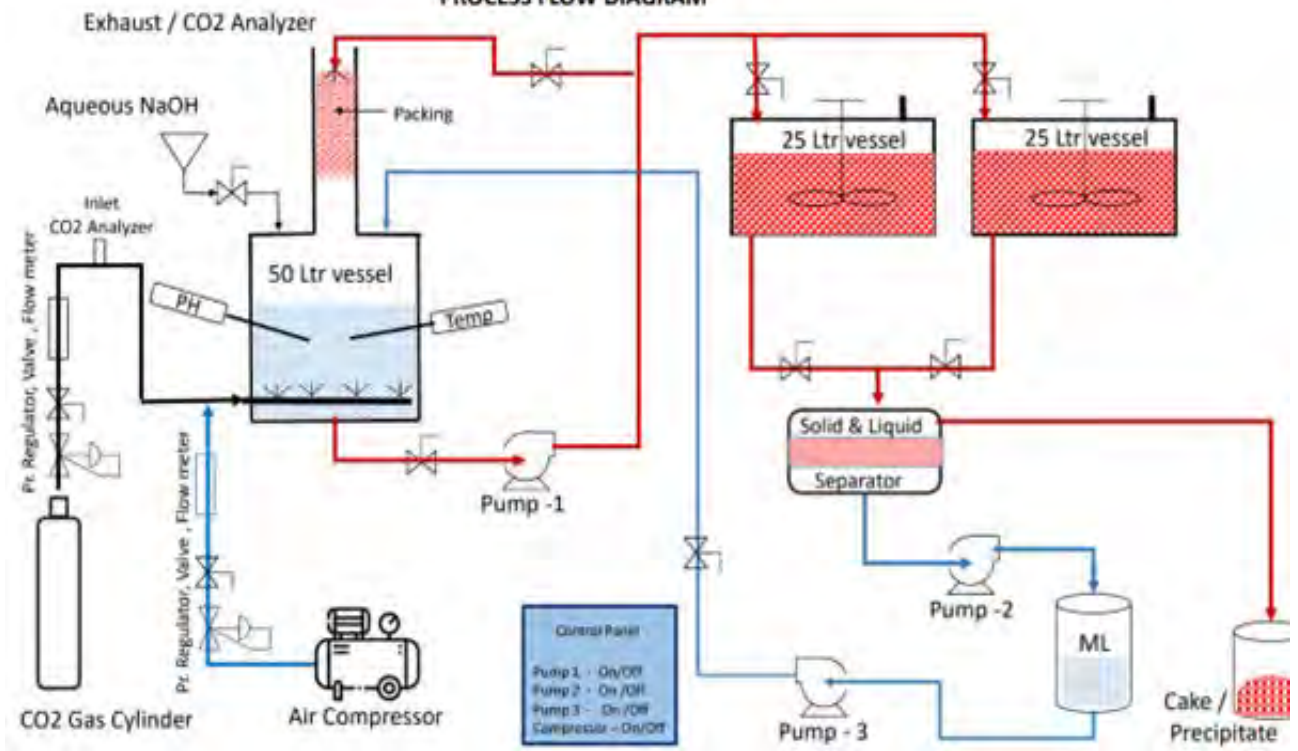 PROCESS FLOW DIAGRAM
Exhaust / CO2 Analyzer
Aqueous NaOH
Packing
25 Ltr vessel
25 Ltr vessel
Inlet
CO2 Analyzer
50 Ltr vessel
PH
Temp
Pr. Regulator, Valve , Flow meter
Pr. Regulator, Valve , Flow meter
Solid & Liquid
Separator
Pump -1
Pump -2
ML
Control Panel
Pump 1 - On/Off
Pump 2 - On /Off
Pump 3 - On /Off
Compressor - On/Off
CO2 Gas Cylinder
Air Compressor
Pump - 3
Cake /
Precipitate